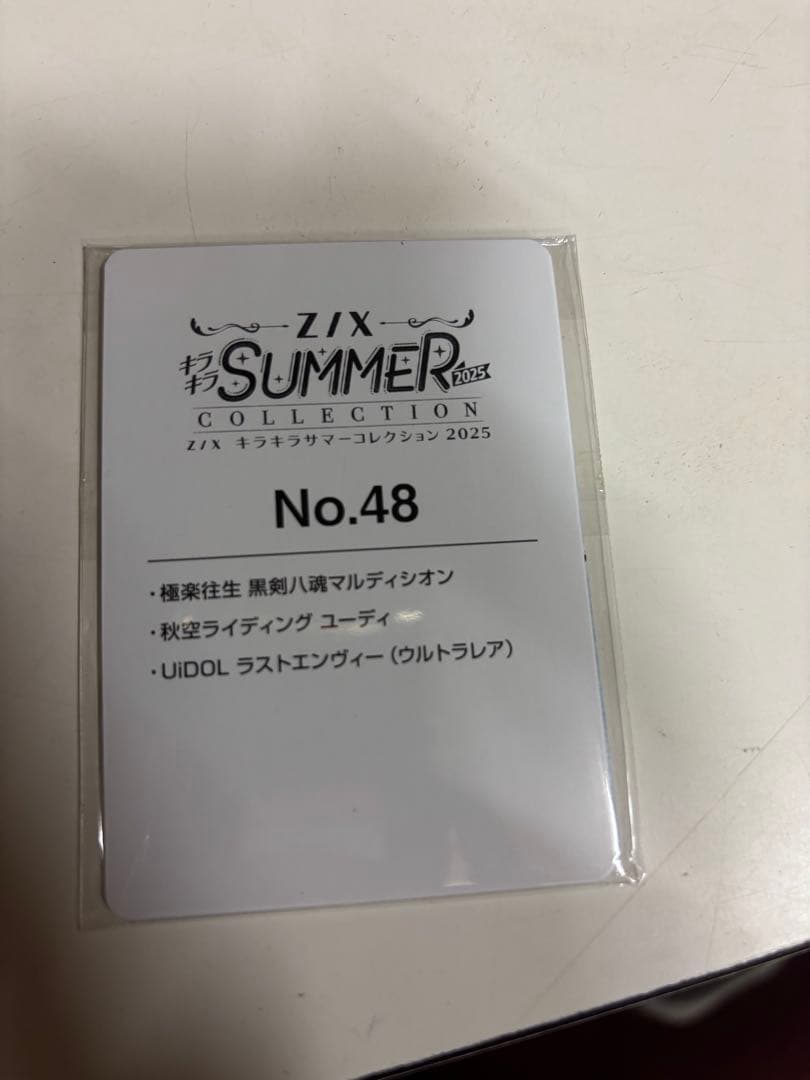 Z/X
キラキラ SUMMER 2025
COLLECTION
Z/X キラキラサマーコレクション 2025
No.48
・極楽往生 黒剣八魂マルディシオン
・秋空ライディング ユーディ
・UiDOL ラストエンヴィー（ウルトラレア）